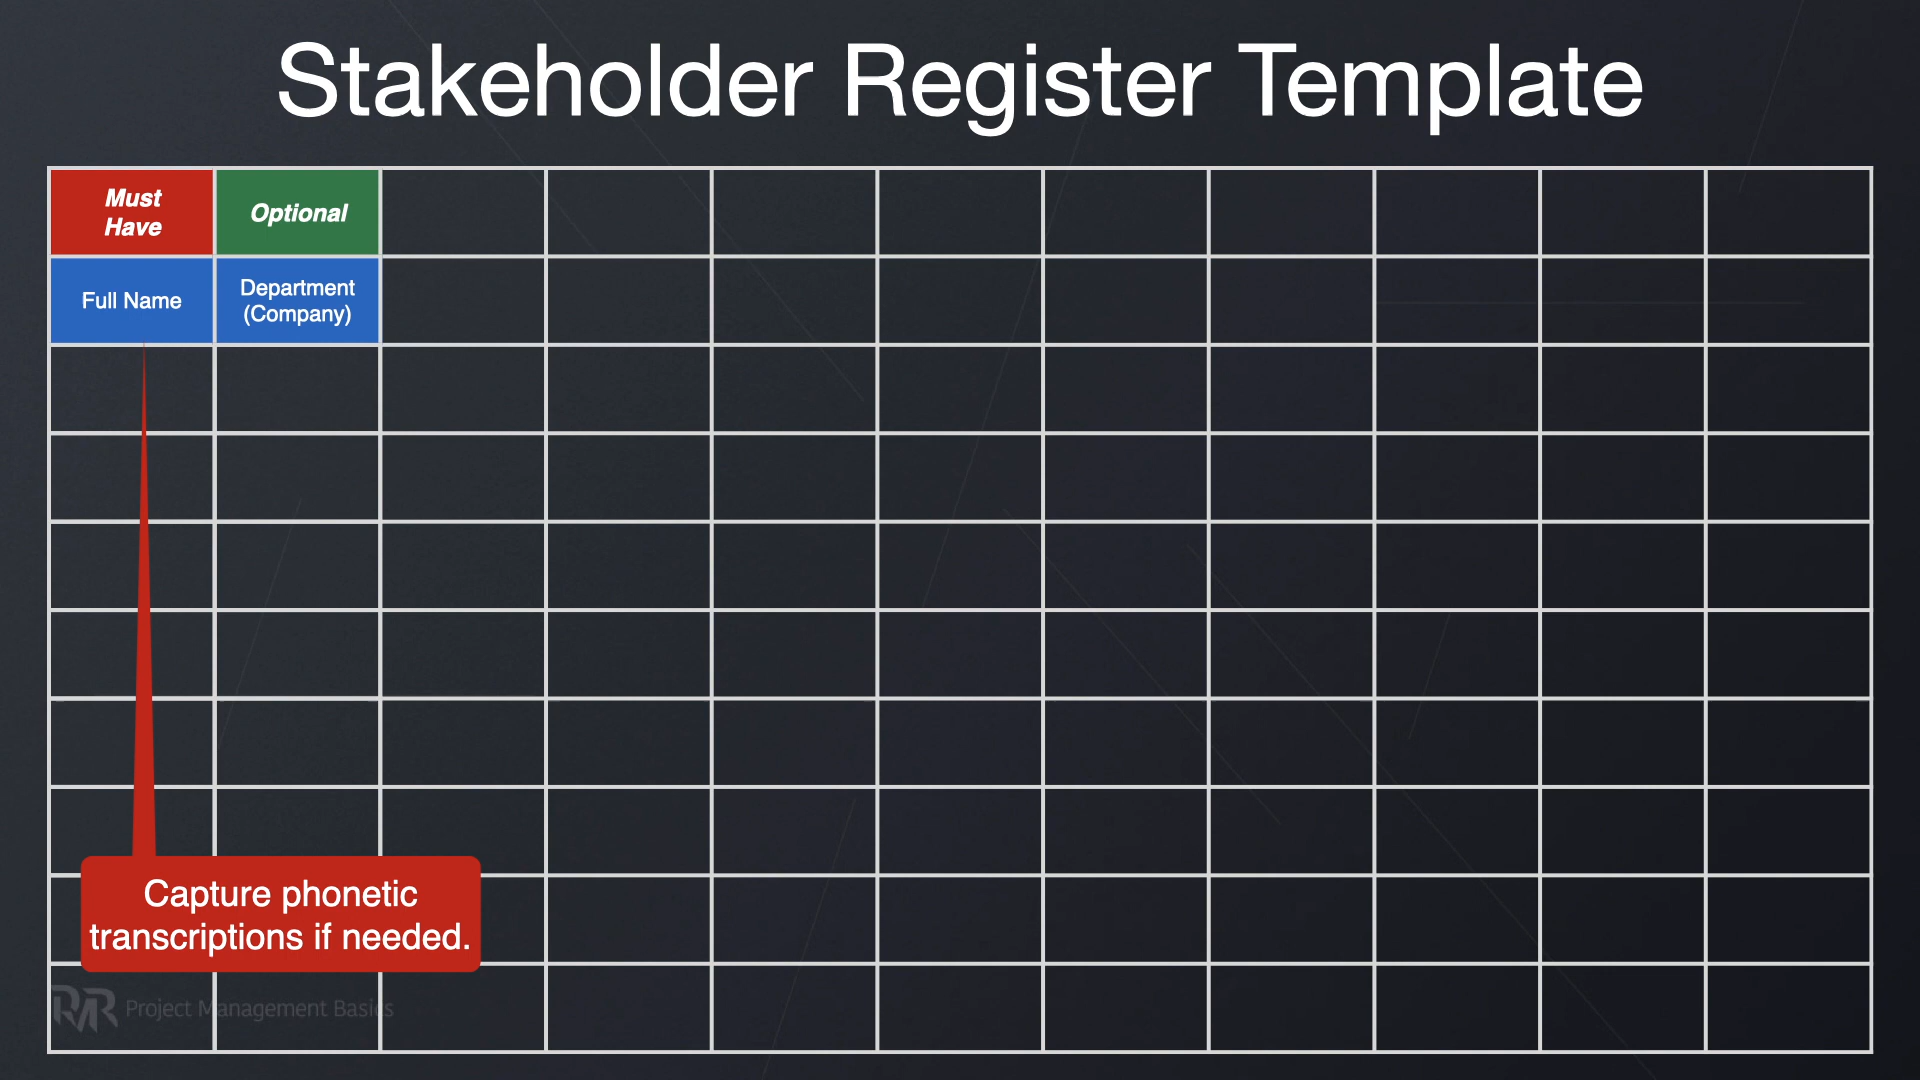 Stakeholder Register Template
Must
Have
Optional
Full Name
Department
(Company)
Capture phonetic
transcriptions if needed.
Project Management Basics